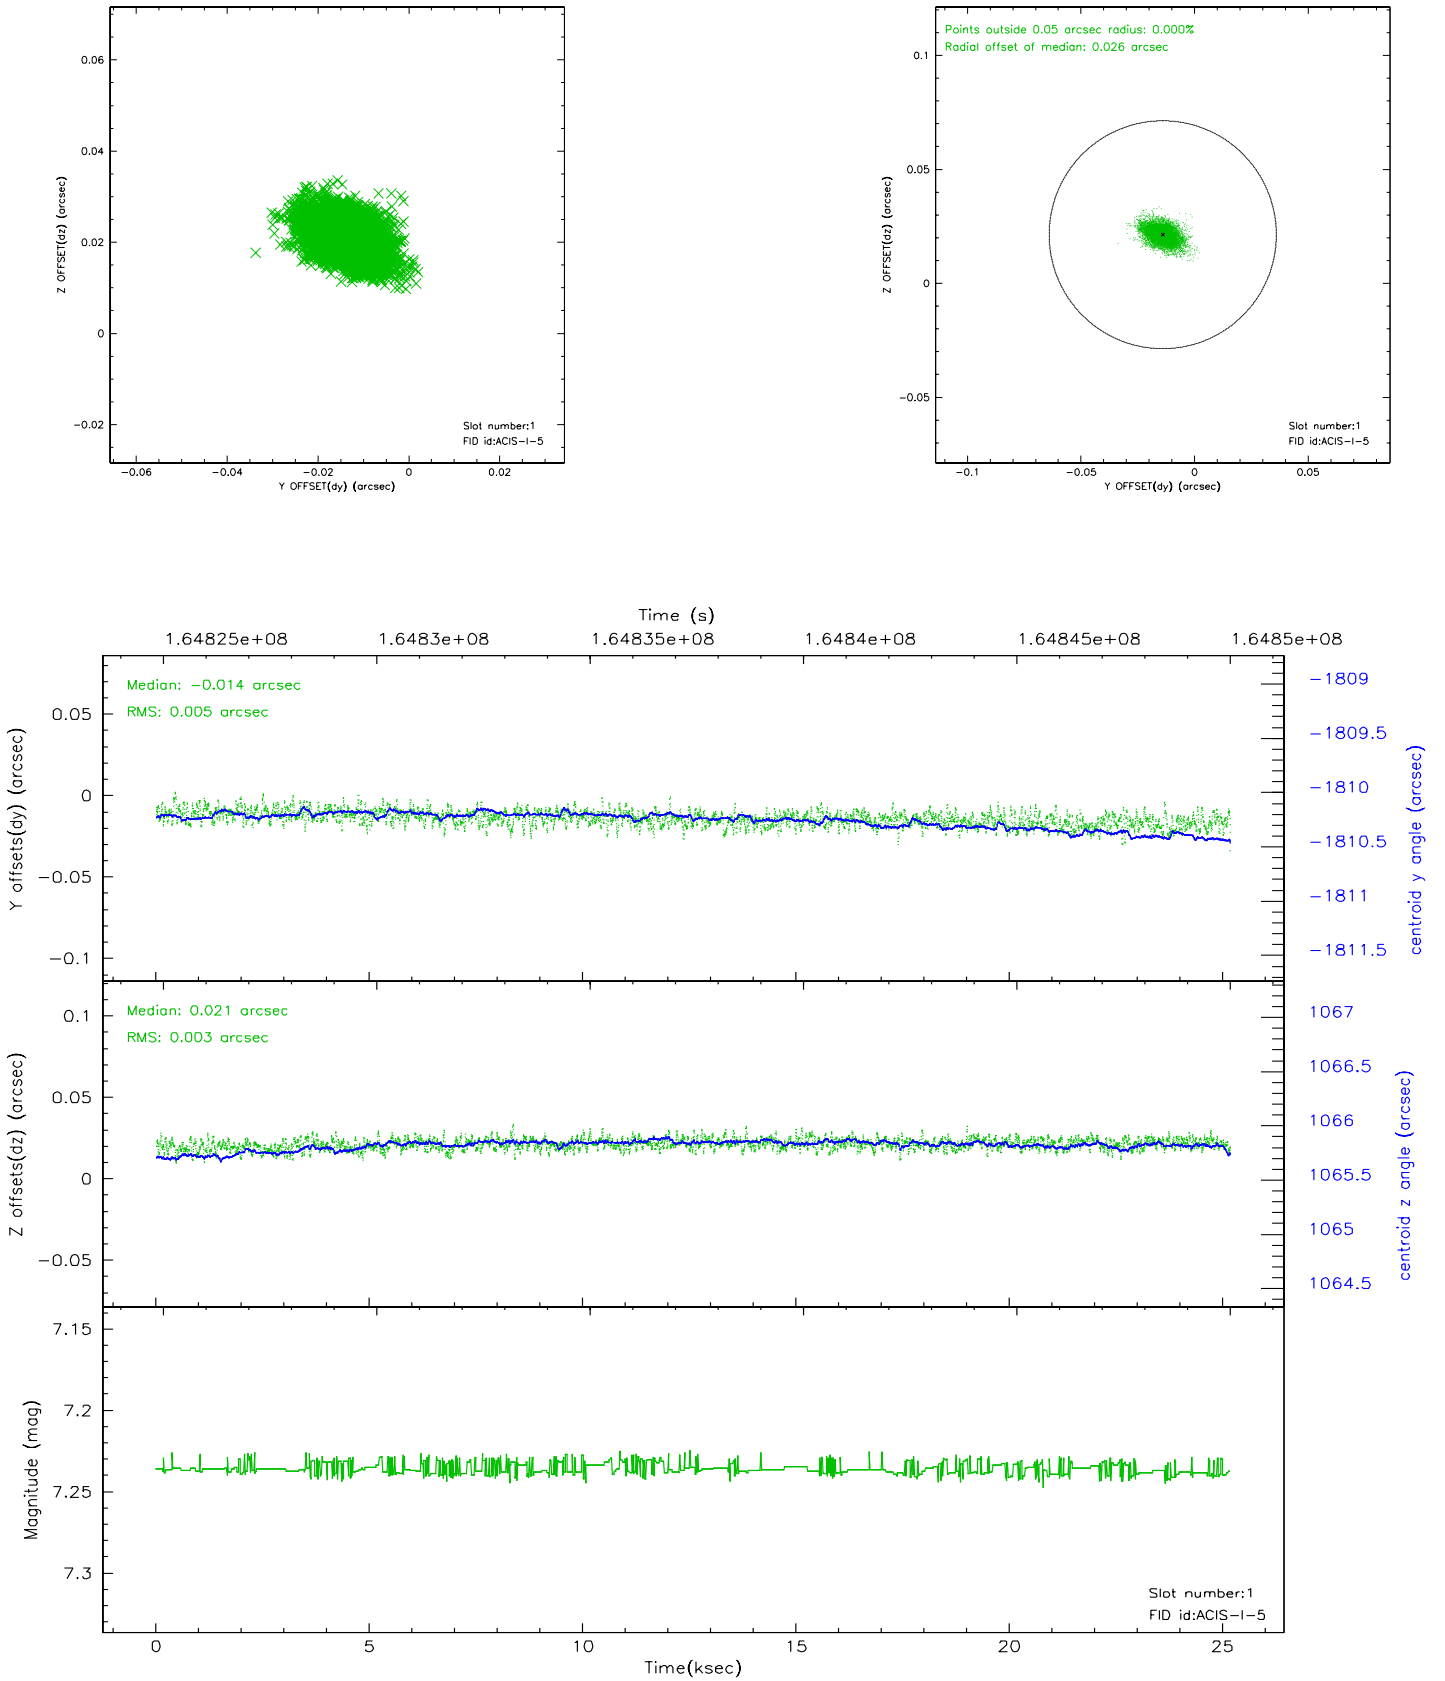 0.06
0.04
0.02
0
−0.02
Z OFFSET(dz) (arcsec)
Slot number:1
FID id:ACIS−I−5
−0.06 −0.04 −0.02 0 0.02
Y OFFSET(dy) (arcsec)
Points outside 0.05 arcsec radius: 0.000%
Radial offset of median: 0.026 arcsec
0.1
0.05
0
−0.05
Z OFFSET(dz) (arcsec)
Slot number:1
FID id:ACIS−I−5
−0.1 −0.05 0 0.05
Y OFFSET(dy) (arcsec)
Time (s)
1.64825e+08 1.6483e+08 1.64835e+08 1.6484e+08 1.64845e+08 1.6485e+08
Median: −0.014 arcsec
RMS: 0.005 arcsec
0.05
0
−0.05
−0.1
Y offsets(dy) (arcsec)
−1809
−1809.5
−1810
−1810.5
−1811
−1811.5
centroid y angle (arcsec)
Median: 0.021 arcsec
RMS: 0.003 arcsec
0.1
0.05
0
−0.05
Z offsets(dz) (arcsec)
1067
1066.5
1066
1065.5
1065
1064.5
centroid z angle (arcsec)
7.15
7.2
7.25
7.3
Magnitude (mag)
Slot number:1
FID id:ACIS−I−5
0 5 10 15 20 25
Time(ksec)